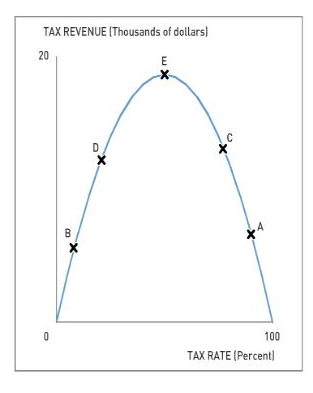 TAX REVENUE (Thousands of dollars)
20
E
C
D
A
B
0
100
TAX RATE (Percent)